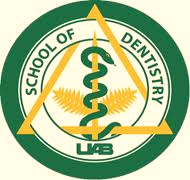 SCHOOL OF
DENTISTRY
UAB